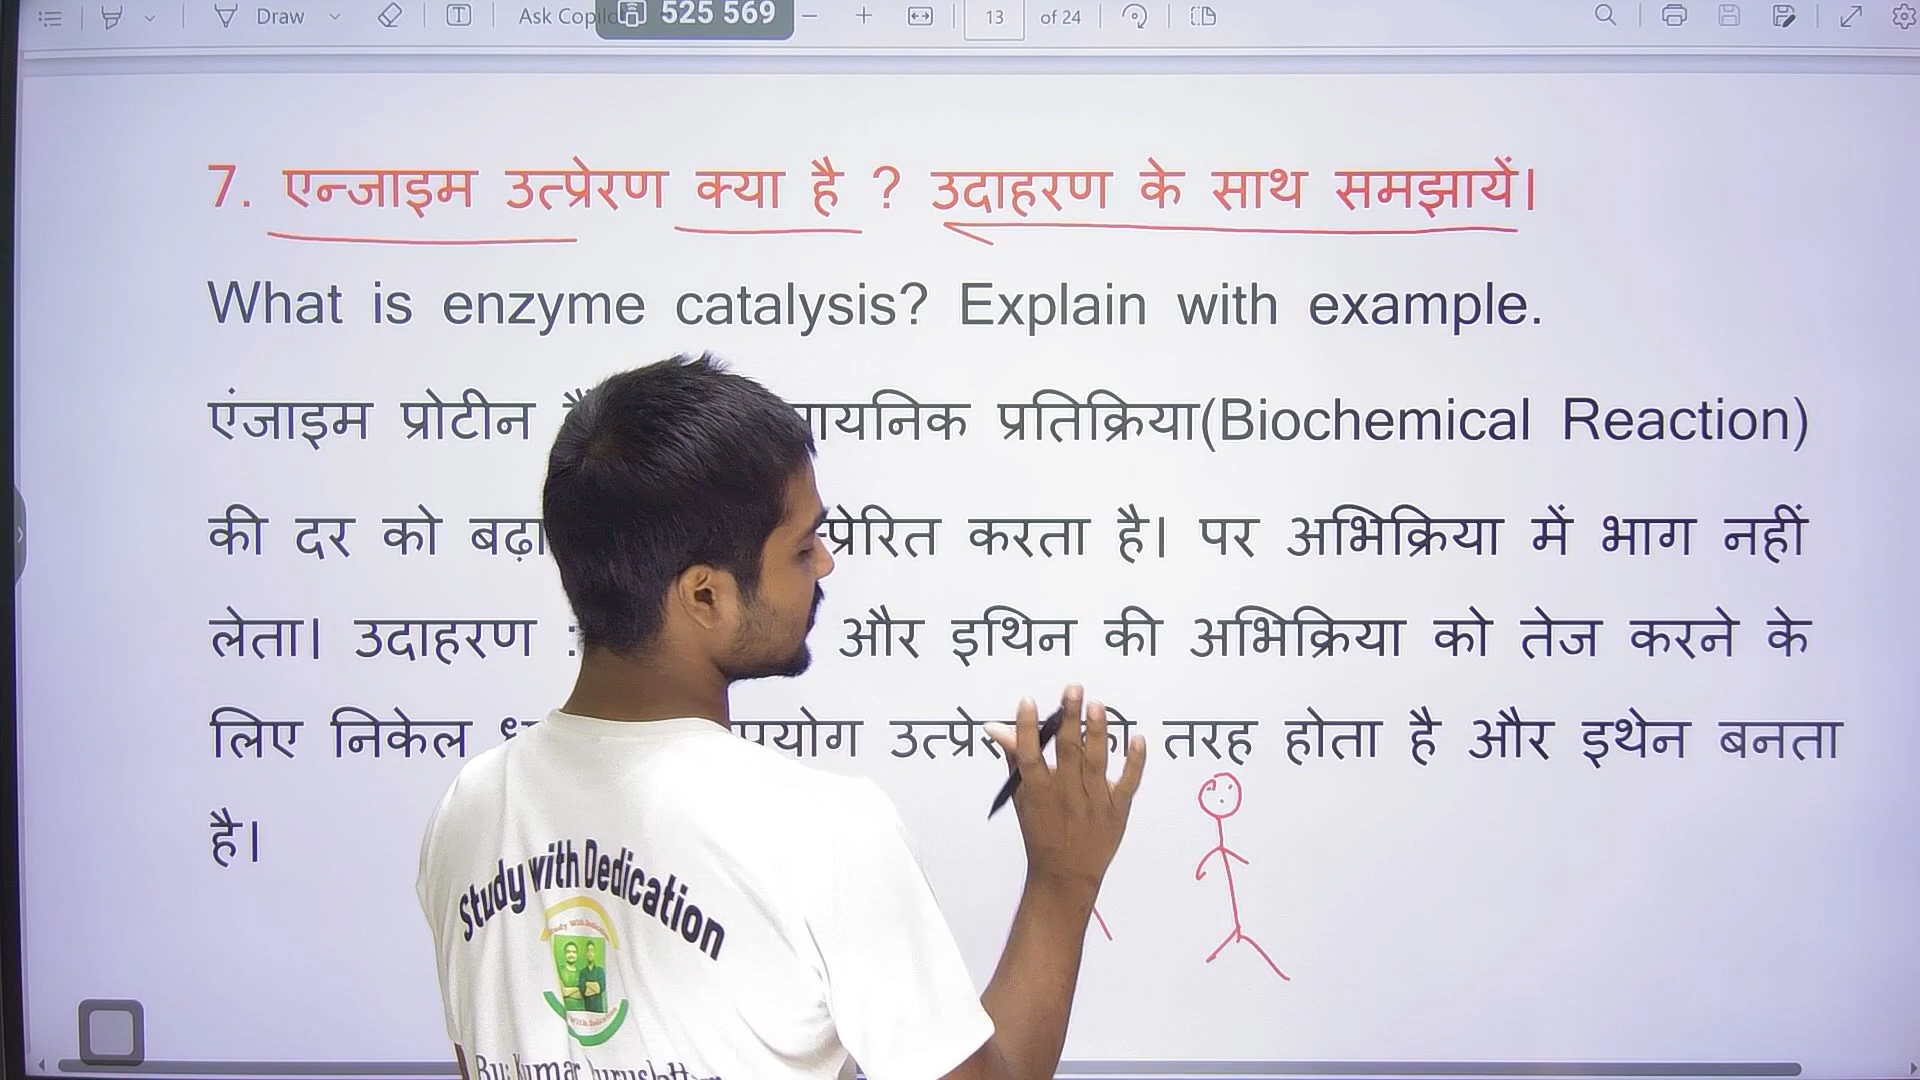 Draw Ask Copil 525 569 13 of 24
7. एन्जाइम उत्प्रेरण क्या है ? उदाहरण के साथ समझायें।
What is enzyme catalysis? Explain with example.
एंजाइम प्रोटीन प्रतिक्रिया(Biochemical Reaction)
की दर को करता है। पर अभिक्रिया में भाग नहीं
लेता। उदाहरण : और इथिन की अभिक्रिया को तेज करने के
लिए निकेल तरह होता है और इथेन बनता
है।
Study with Dedication
By: Kumar